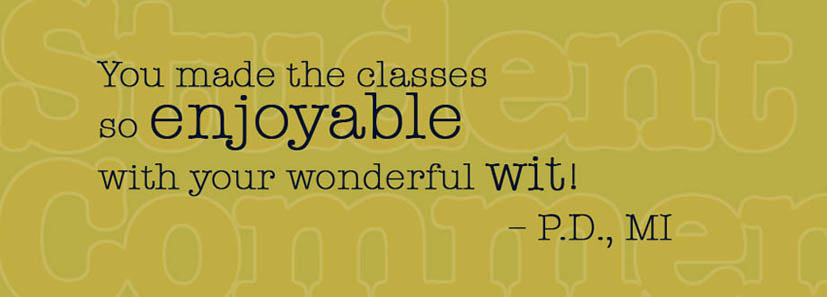 Student
Commen
You made the classes
so enjoyable
with your wonderful wit!
– P.D., MI